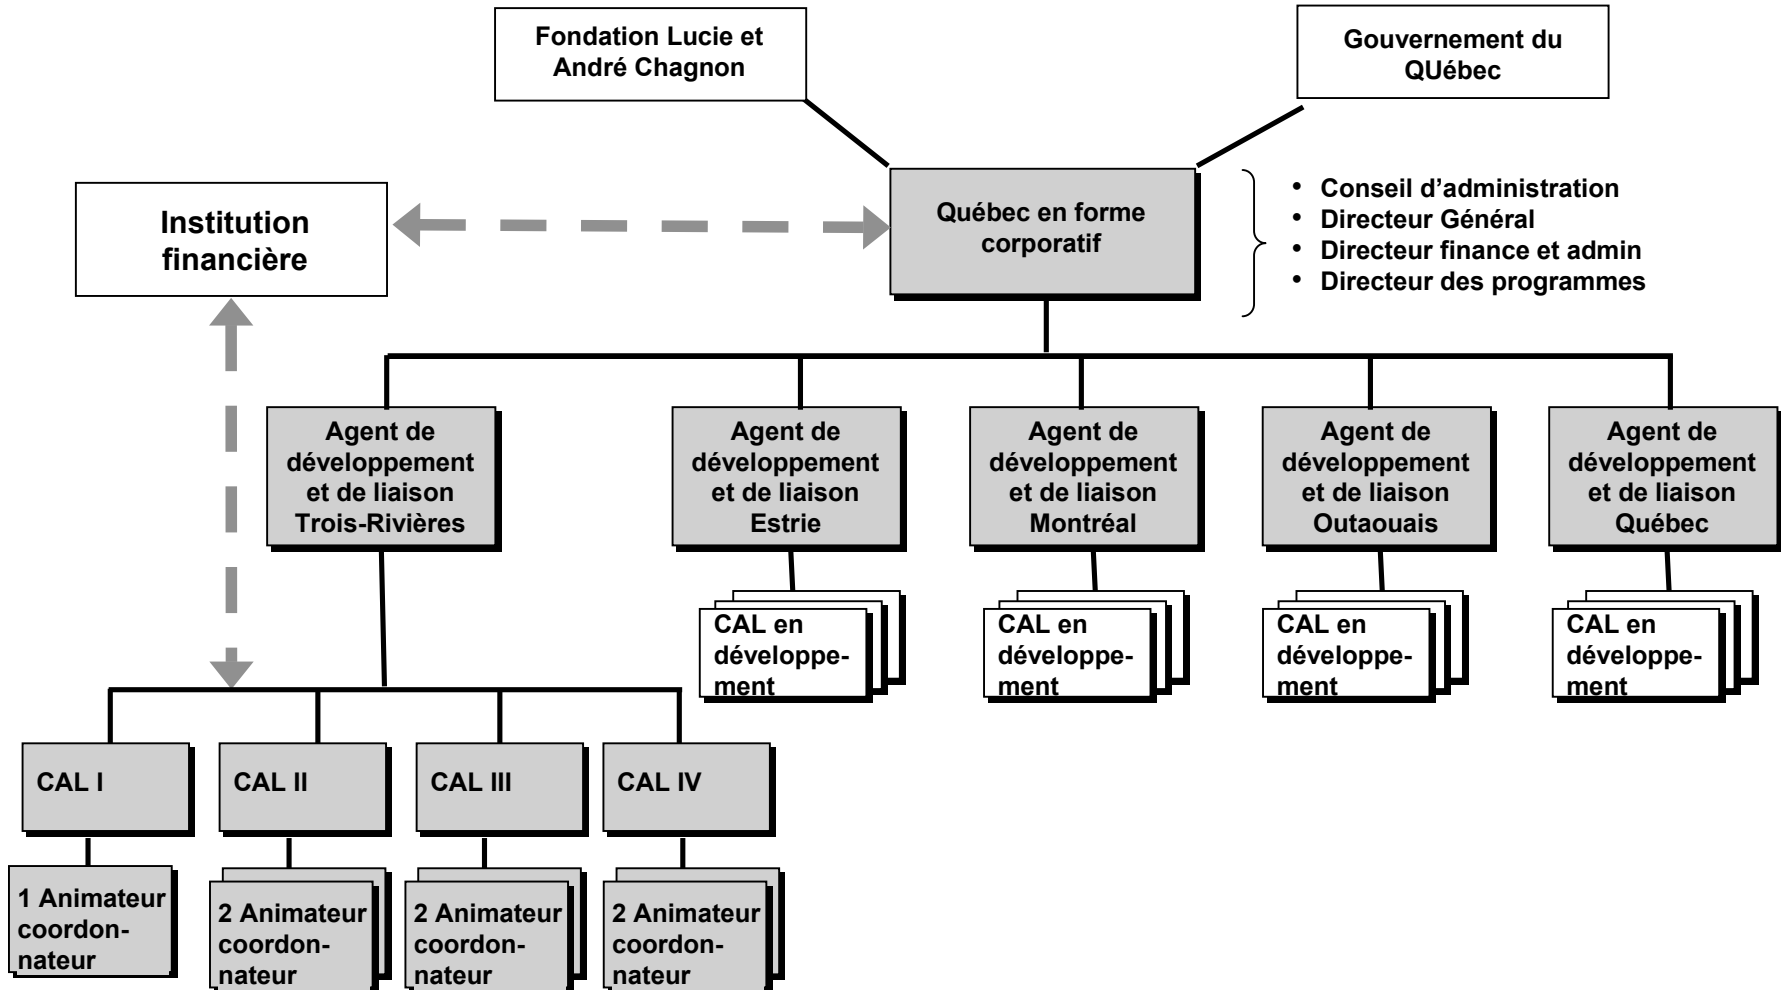 Fondation Lucie et
André Chagnon
Gouvernement du
QUébec
Institution
financière
Québec en forme
corporatif
• Conseil d’administration
• Directeur Général
• Directeur finance et admin
• Directeur des programmes
Agent de
développement
et de liaison
Trois-Rivières
Agent de
développement
et de liaison
Estrie
Agent de
développement
et de liaison
Montréal
Agent de
développement
et de liaison
Outaouais
Agent de
développement
et de liaison
Québec
CAL en
développe-
ment
CAL en
développe-
ment
CAL en
développe-
ment
CAL en
développe-
ment
CAL I
CAL II
CAL III
CAL IV
1 Animateur
coordon-
nateur
2 Animateur
coordon-
nateur
2 Animateur
coordon-
nateur
2 Animateur
coordon-
nateur